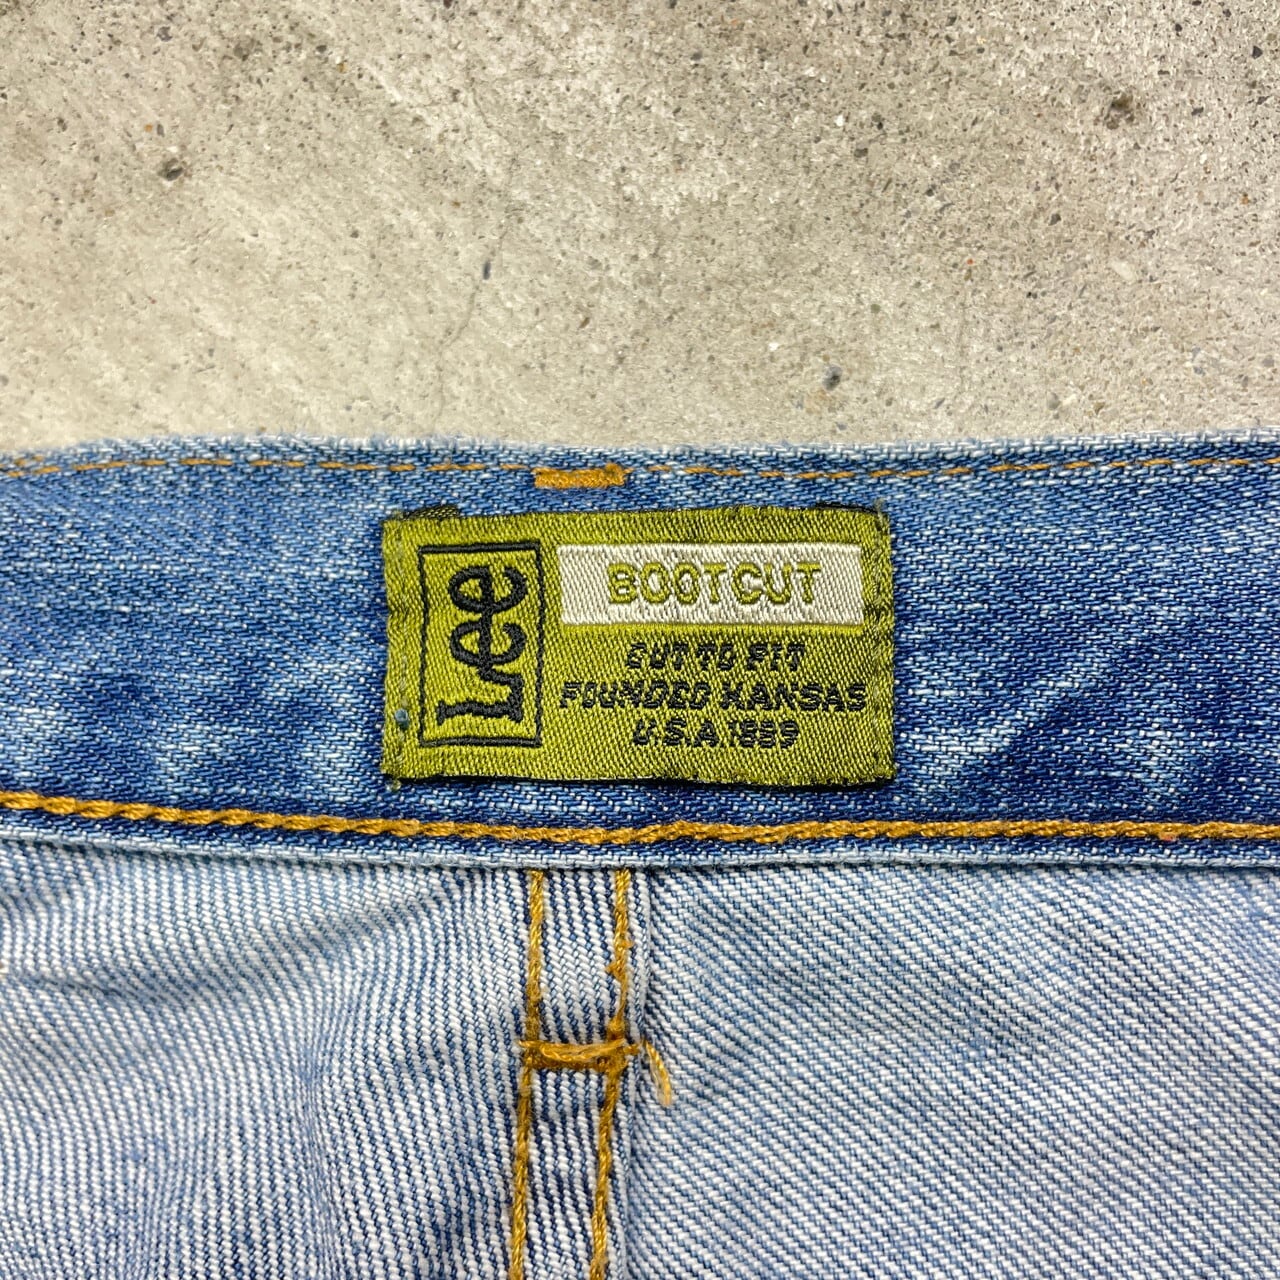 Lee
BOOTCUT
CUT TO FIT
FOUNDED KANSAS
U.S.A. 1889